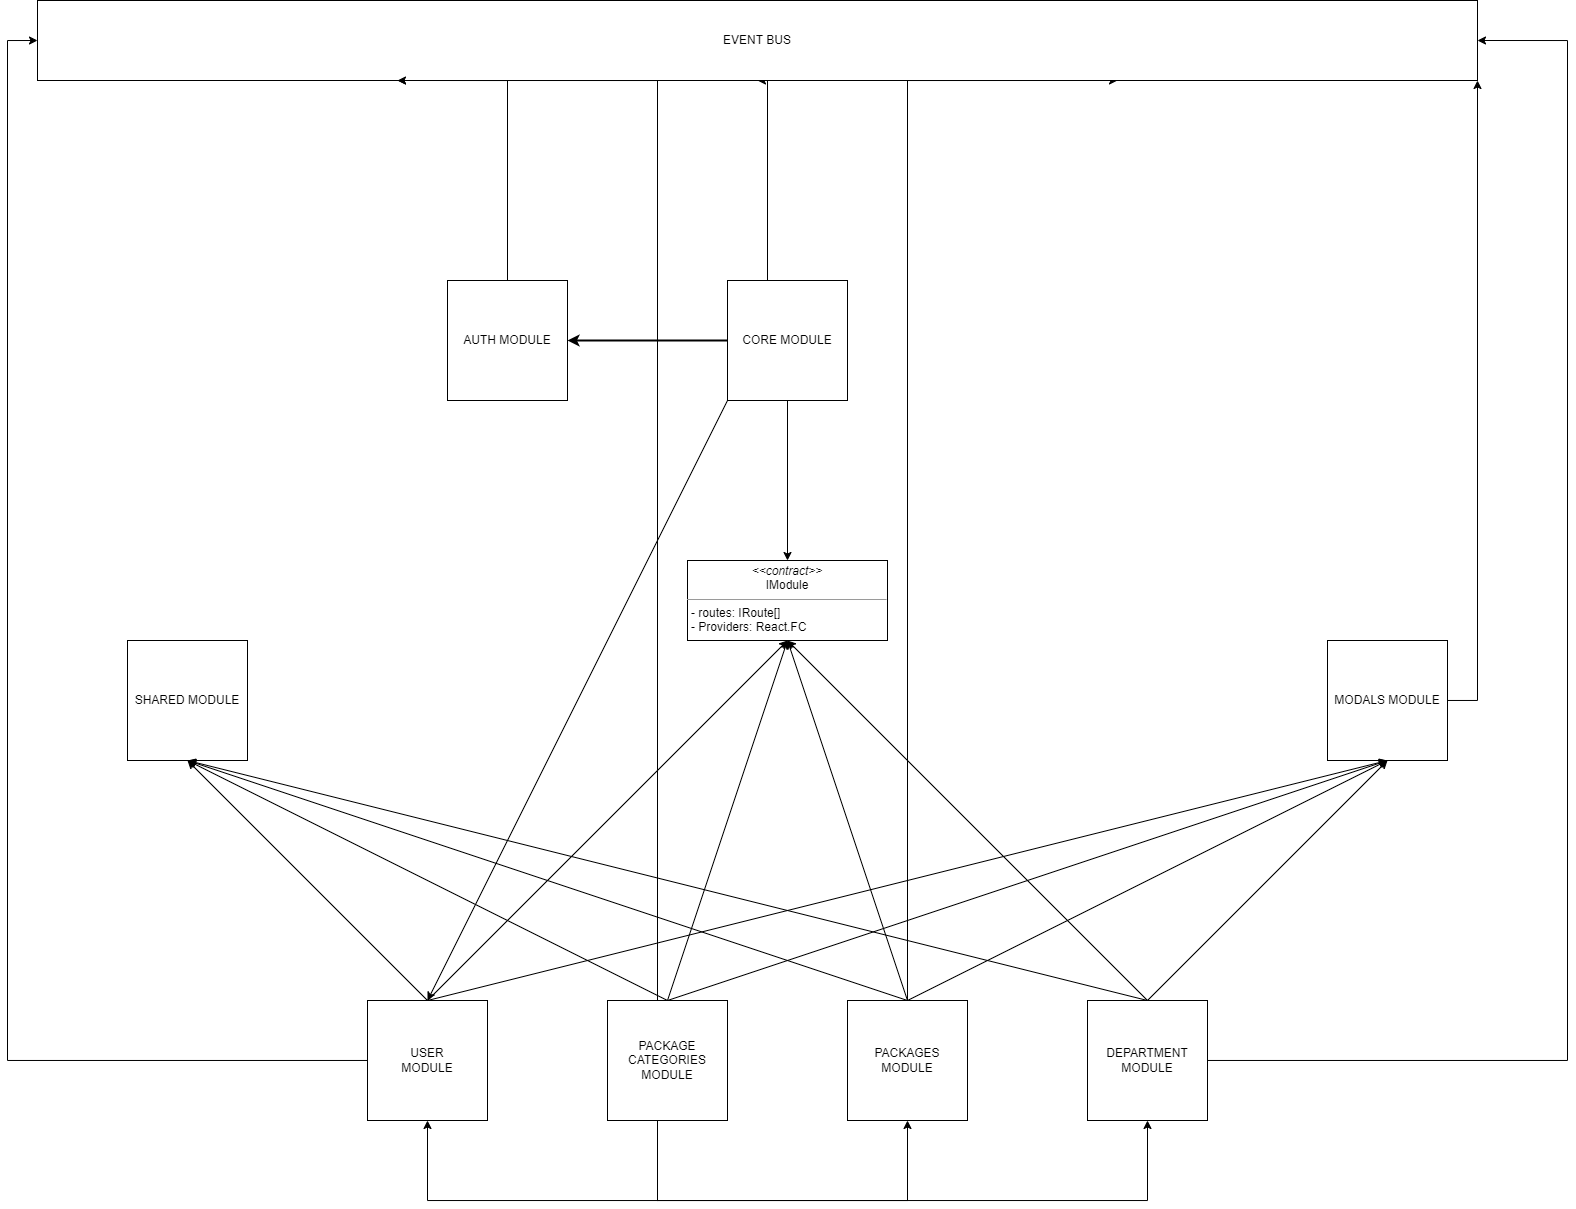 EVENT BUS
AUTH MODULE
CORE MODULE
<<contract>>
IModule
- routes: IRoute[]
- Providers: React.FC
SHARED MODULE
MODALS MODULE
USER
MODULE
PACKAGE
CATEGORIES
MODULE
PACKAGES
MODULE
DEPARTMENT
MODULE